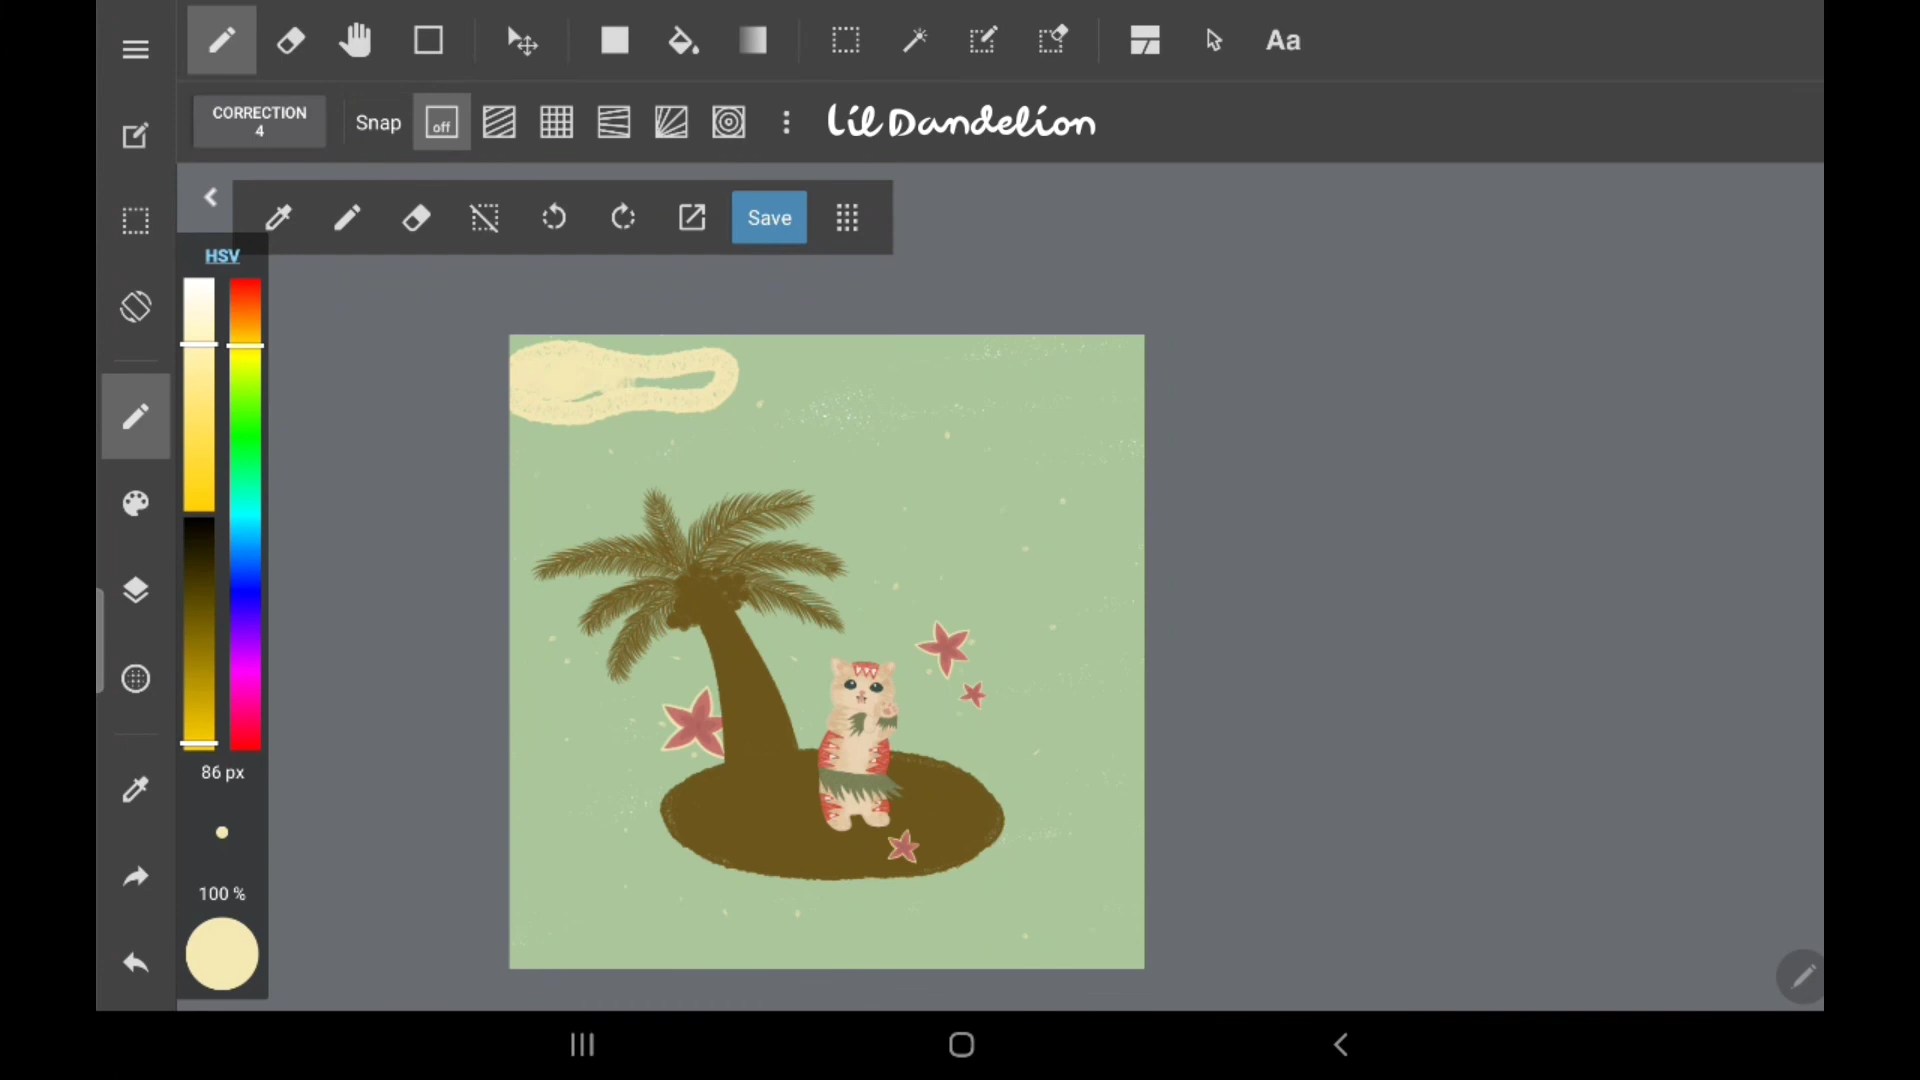 Aa
CORRECTION
4
Snap
off
Lil Dandelion
Save
HSV
86 px
100 %